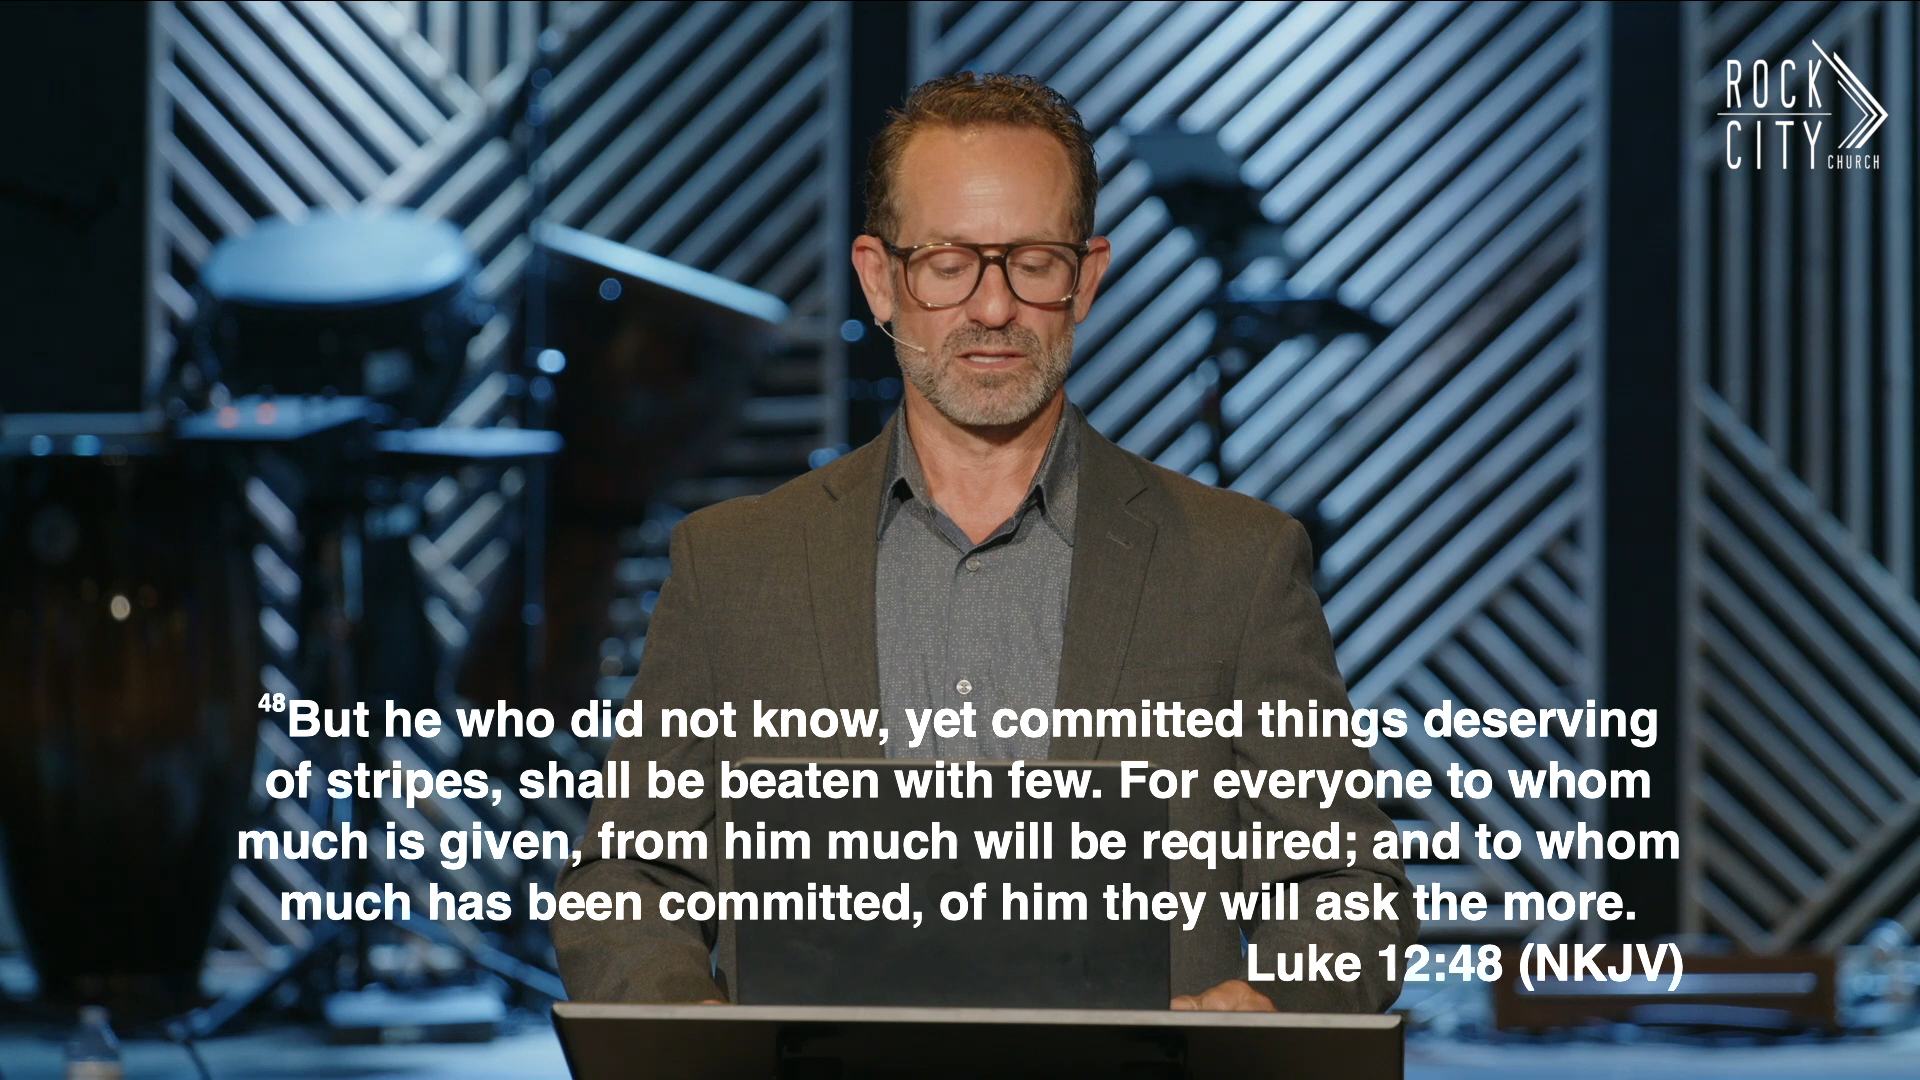 ROCK
CITY CHURCH
48But he who did not know, yet committed things deserving
of stripes, shall be beaten with few. For everyone to whom
much is given, from him much will be required; and to whom
much has been committed, of him they will ask the more.
Luke 12:48 (NKJV)